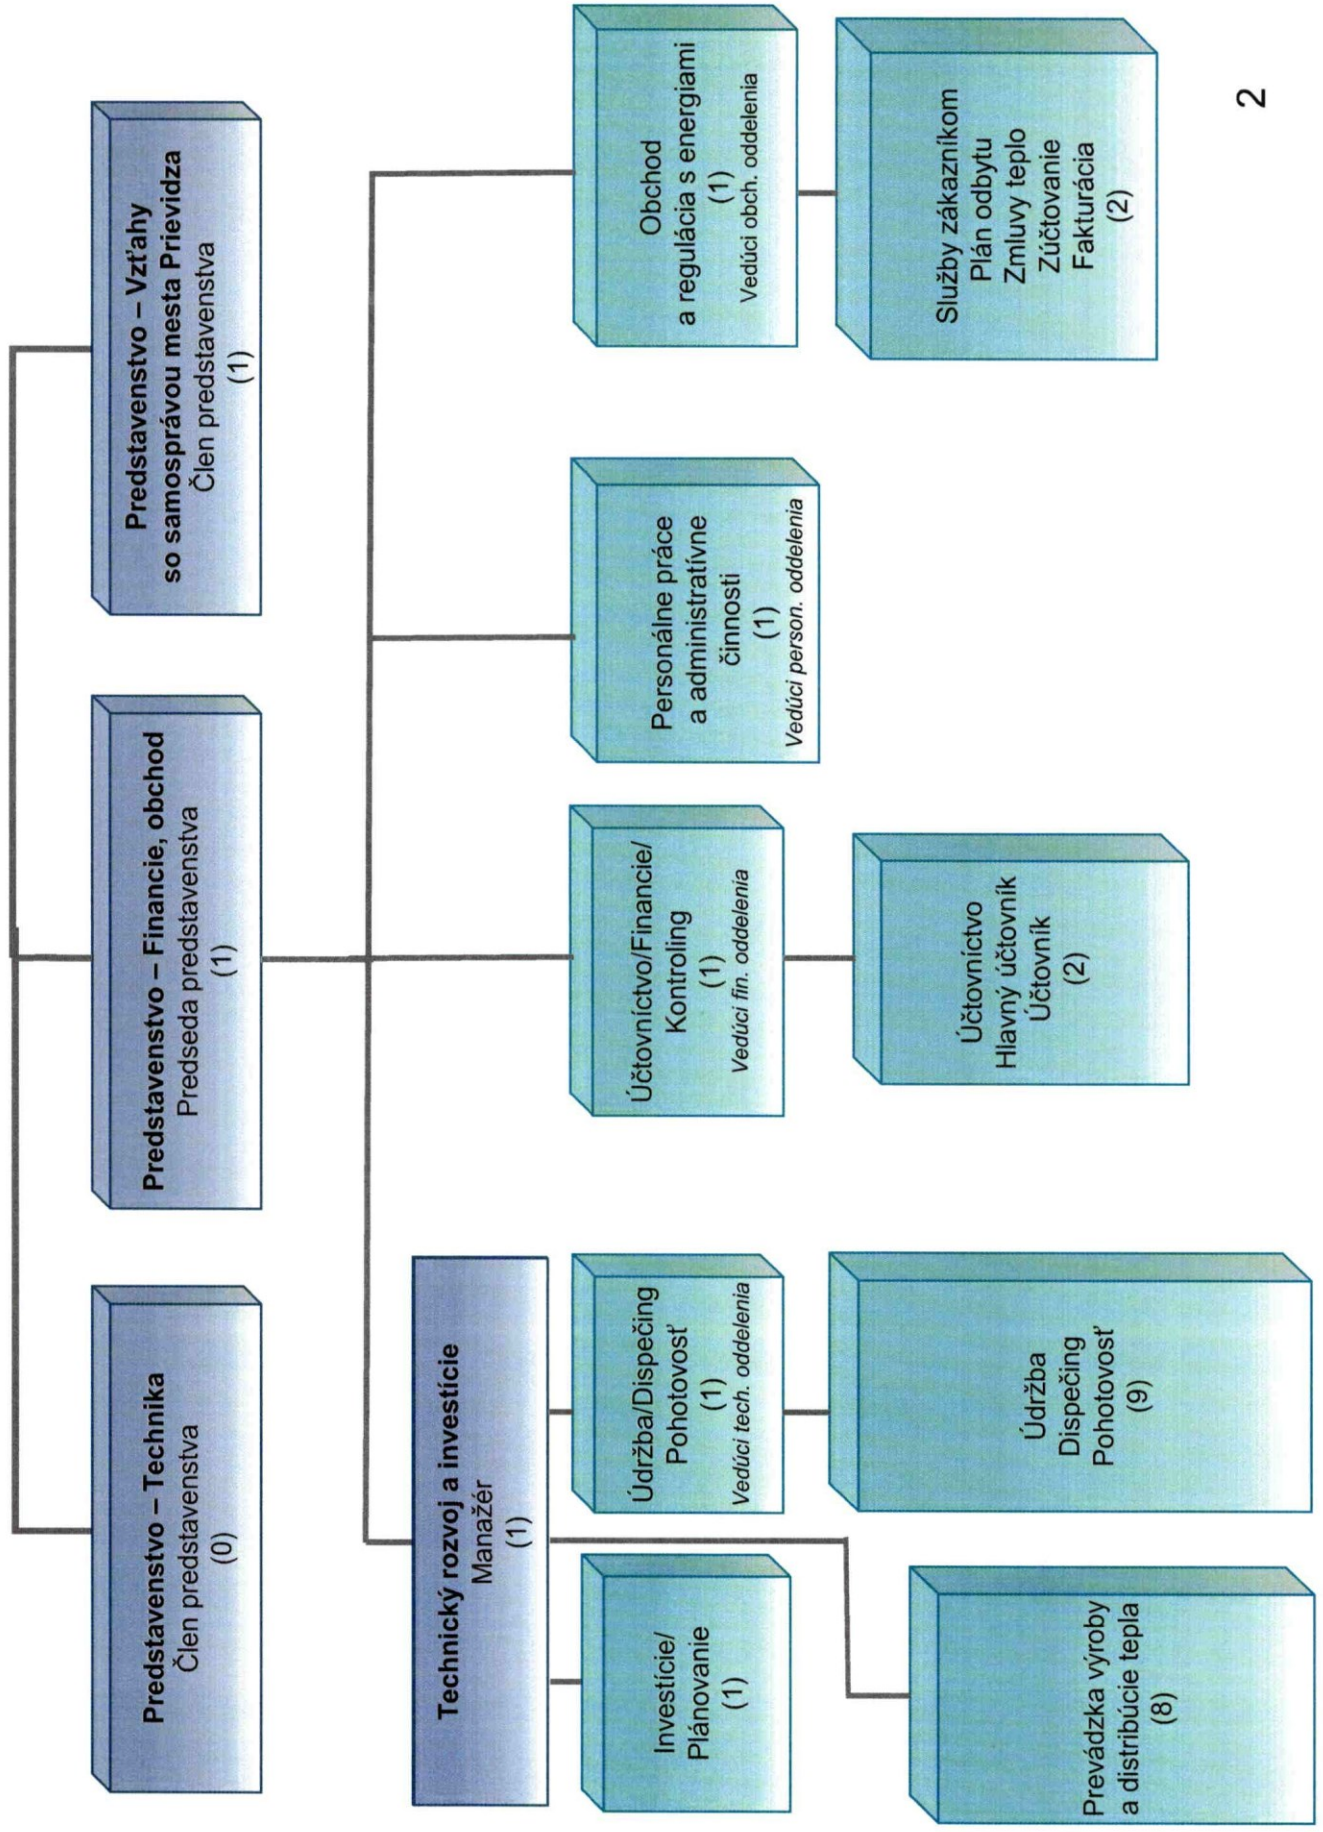 Predstavenstvo – Technika
Člen predstavenstva
(0)
Predstavenstvo – Financie, obchod
Predseda predstavenstva
(1)
Predstavenstvo – Vzťahy
so samosprávou mesta Prievidza
Člen predstavenstva
(1)
Technický rozvoj a investície
Manažér
(1)
Investície/
Plánovanie
(1)
Údržba/Dispečing
Pohotovosť
(1)
Vedúci tech. oddelenia
Účtovníctvo/Financie/
Kontroling
(1)
Vedúci fin. oddelenia
Personálne práce
a administratívne
činnosti
(1)
Vedúci person. oddelenia
Obchod
a regulácia s energiami
(1)
Vedúci obch. oddelenia
Prevádzka výroby
a distribúcie tepla
(8)
Údržba
Dispečing
Pohotovosť
(9)
Účtovníctvo
Hlavný účtovník
Účtovník
(2)
Služby zákazníkom
Plán odbytu
Zmluvy teplo
Zúčtovanie
Fakturácia
(2)
2